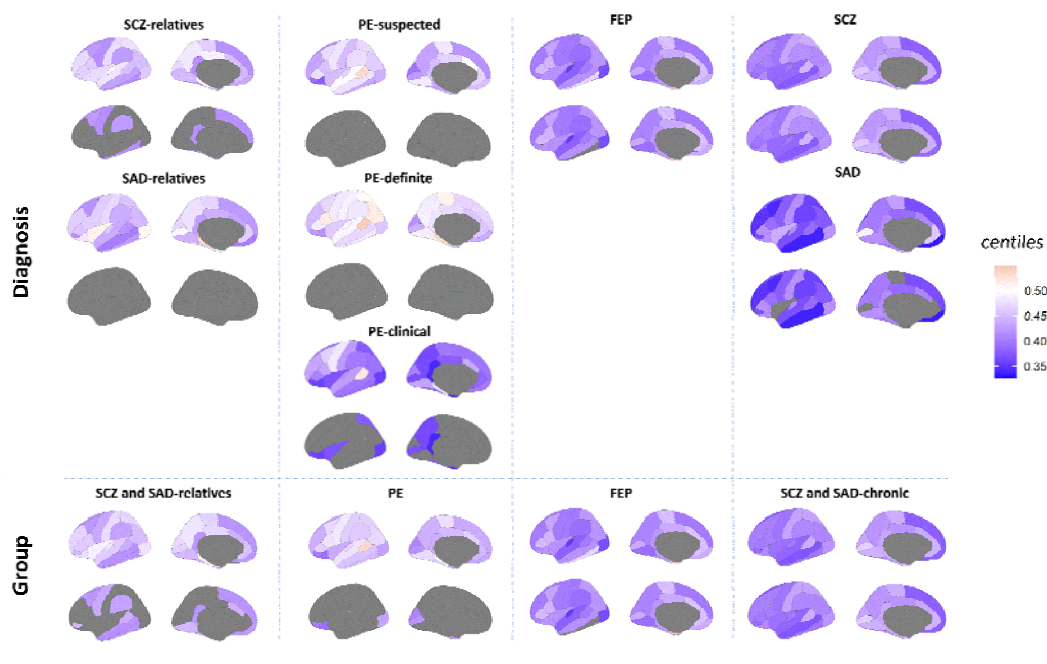 SCZ-relatives
PE-suspected
FEP
SCZ
SAD-relatives
PE-definite
SAD
Diagnosis
centiles
0.50
0.45
0.40
0.35
PE-clinical
SCZ and SAD-relatives
PE
FEP
SCZ and SAD-chronic
Group